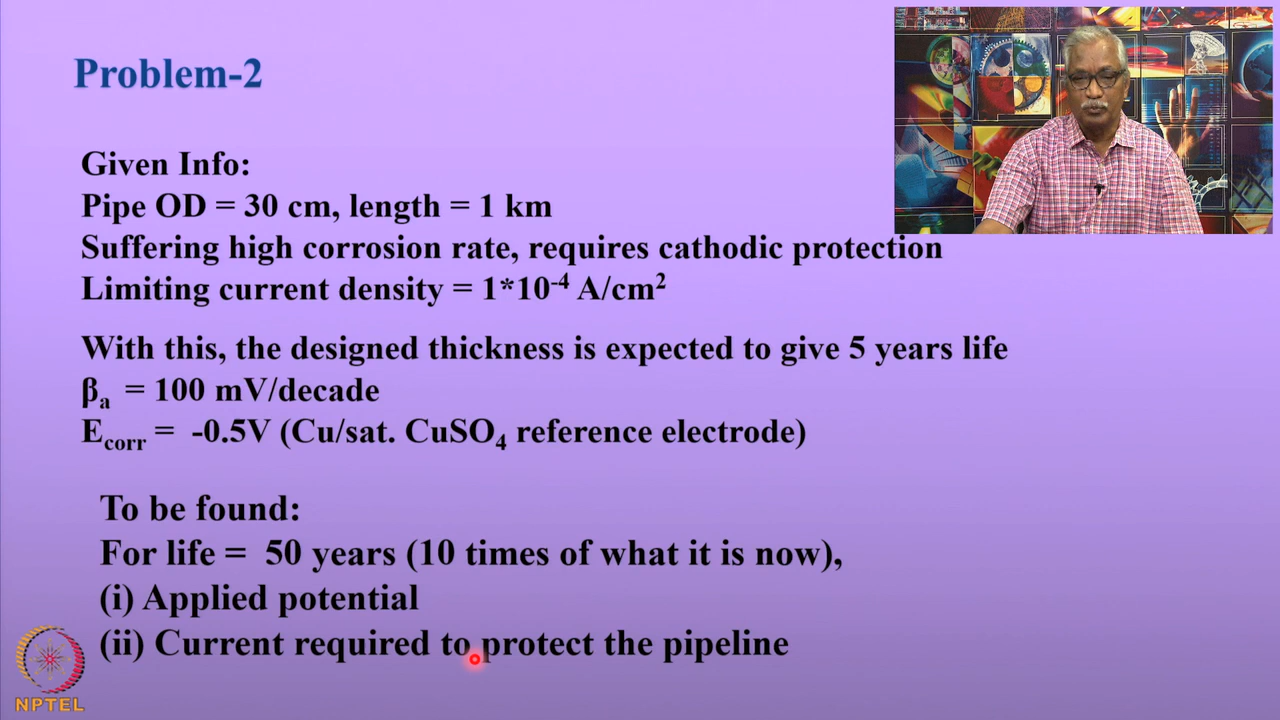 Problem-2
Given Info:
Pipe OD = 30 cm, length = 1 km
Suffering high corrosion rate, requires cathodic protection
Limiting current density = 1*10⁻⁴ A/cm²
With this, the designed thickness is expected to give 5 years life
βₐ = 100 mV/decade
E_corr = -0.5V (Cu/sat. CuSO₄ reference electrode)
To be found:
For life = 50 years (10 times of what it is now),
(i) Applied potential
(ii) Current required to protect the pipeline
NPTEL